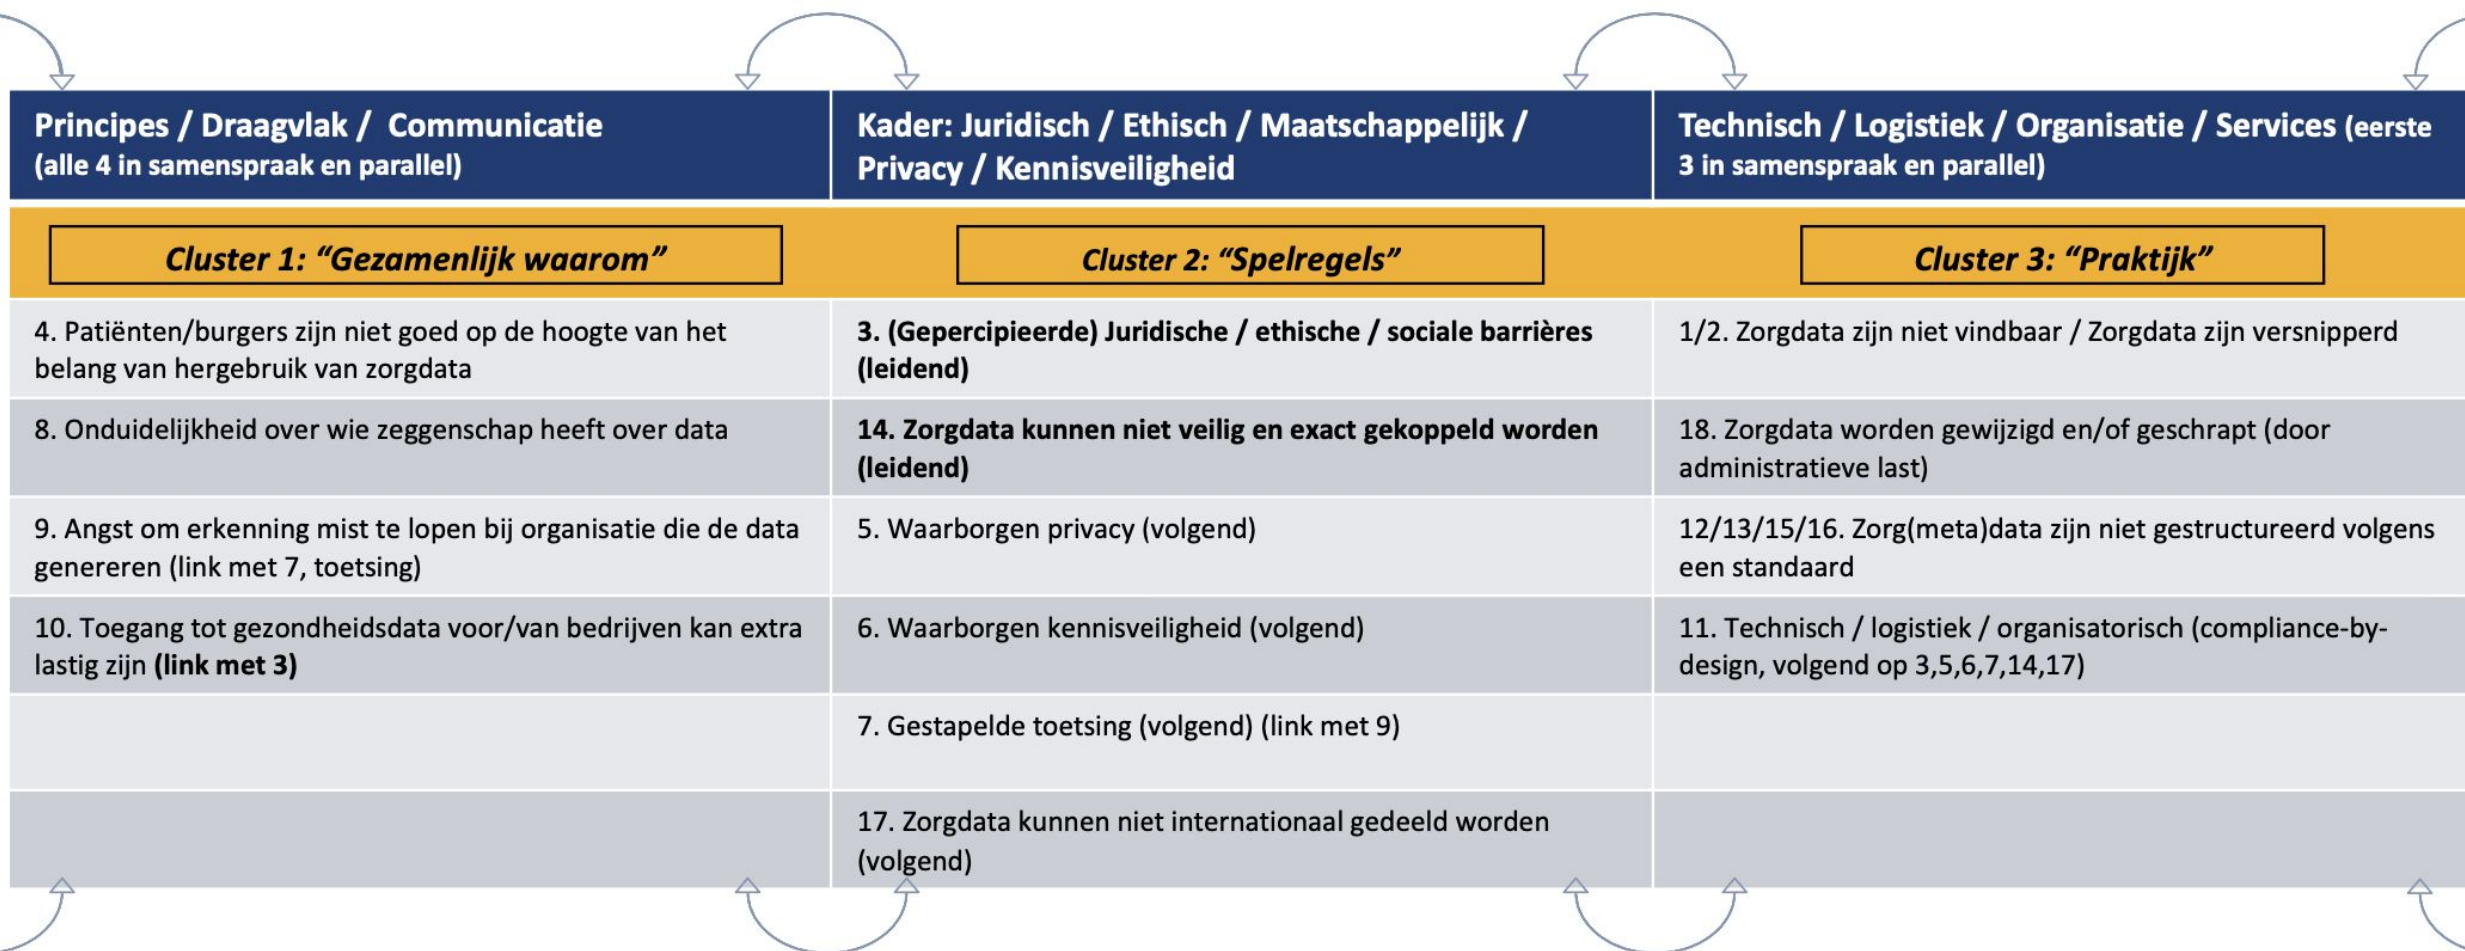 Principes / Draagvlak /  Communicatie
(alle 4 in samenspraak en parallel)
Kader: Juridisch / Ethisch / Maatschappelijk /
Privacy / Kennisveiligheid
Technisch / Logistiek / Organisatie / Services (eerste
3 in samenspraak en parallel)
Cluster 1: “Gezamenlijk waarom”
Cluster 2: “Spelregels”
Cluster 3: “Praktijk”
4. Patiënten/burgers zijn niet goed op de hoogte van het
belang van hergebruik van zorgdata
3. (Gepercipieerde) Juridische / ethische / sociale barrières
(leidend)
1/2. Zorgdata zijn niet vindbaar / Zorgdata zijn versnipperd
8. Onduidelijkheid over wie zeggenschap heeft over data
14. Zorgdata kunnen niet veilig en exact gekoppeld worden
(leidend)
18. Zorgdata worden gewijzigd en/of geschrapt (door
administratieve last)
9. Angst om erkenning mist te lopen bij organisatie die de data
genereren (link met 7, toetsing)
5. Waarborgen privacy (volgend)
12/13/15/16. Zorg(meta)data zijn niet gestructureerd volgens
een standaard
10. Toegang tot gezondheidsdata voor/van bedrijven kan extra
lastig zijn (link met 3)
6. Waarborgen kennisveiligheid (volgend)
11. Technisch / logistiek / organisatorisch (compliance-by-
design, volgend op 3,5,6,7,14,17)
7. Gestapelde toetsing (volgend) (link met 9)
17. Zorgdata kunnen niet internationaal gedeeld worden
(volgend)